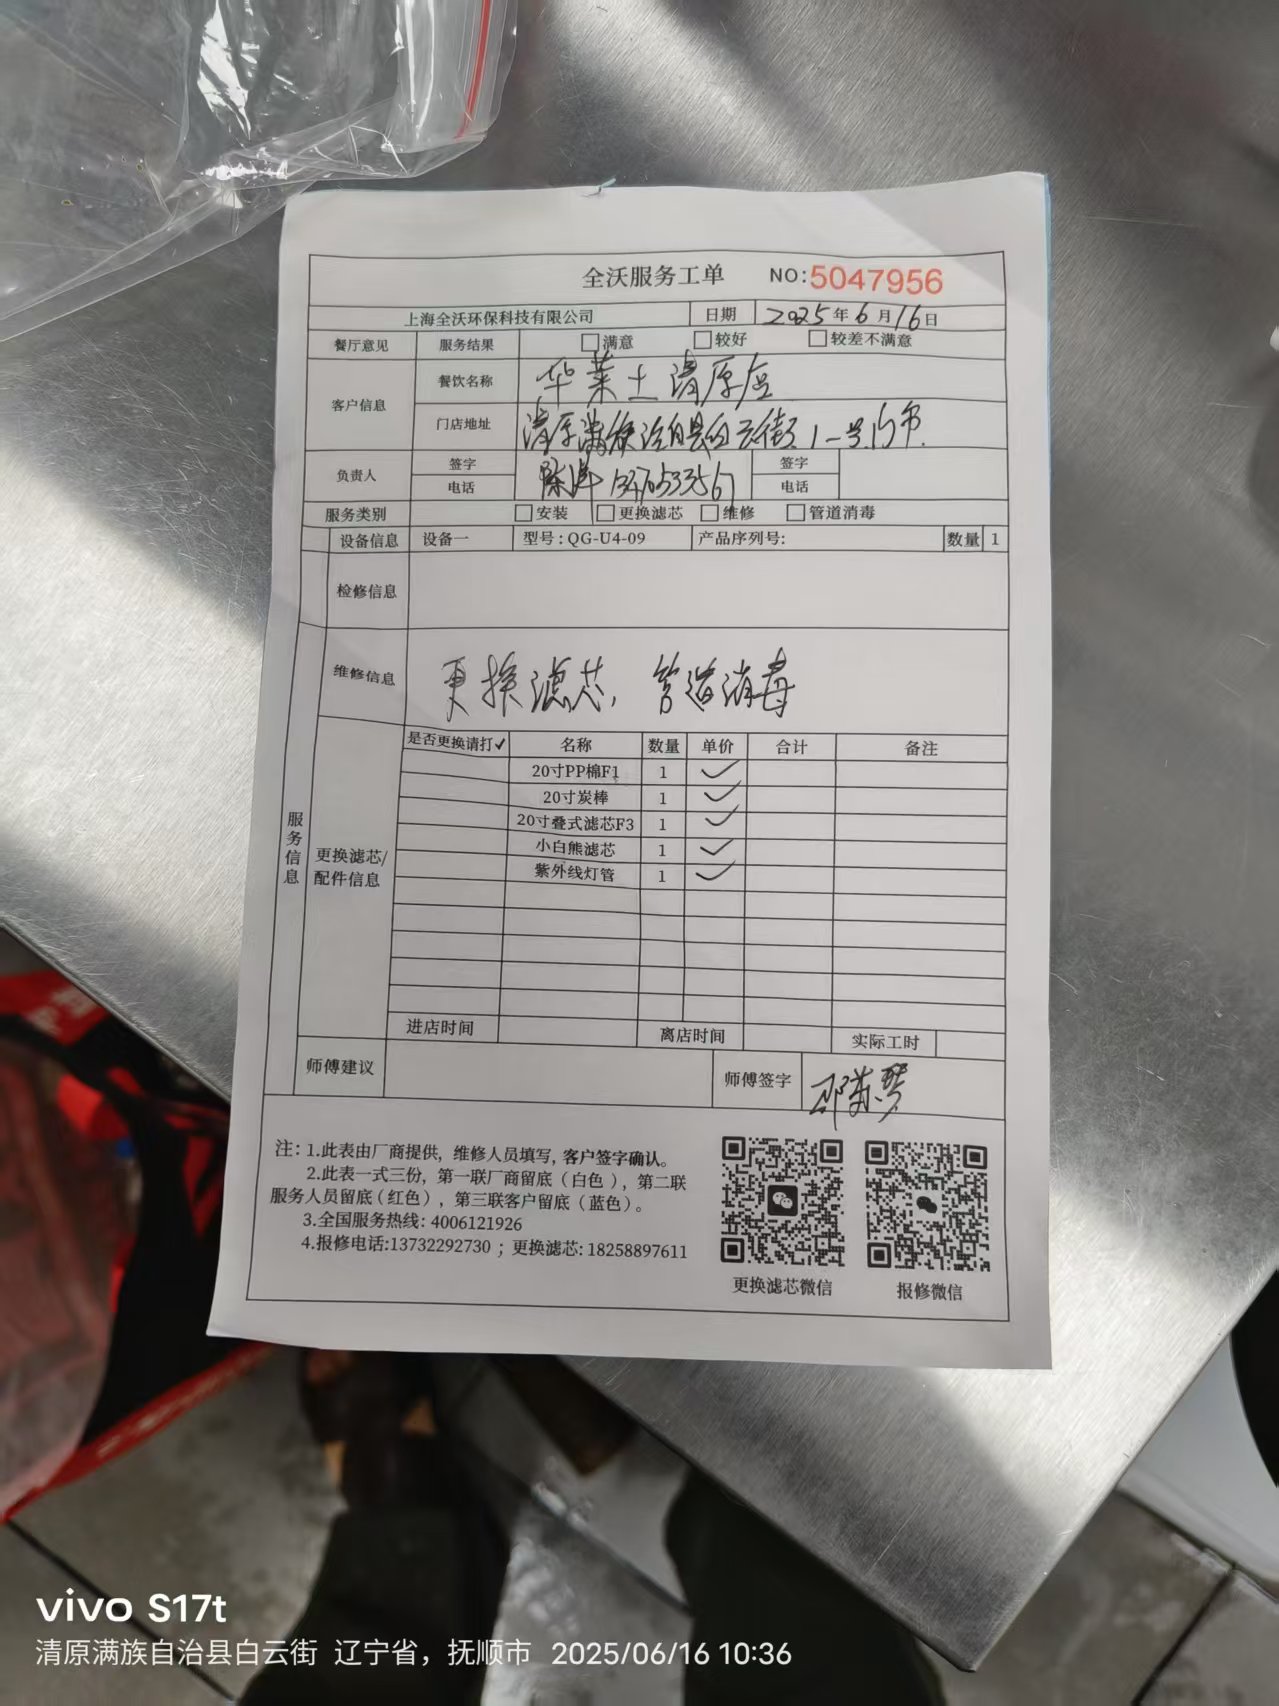 全沃服务工单 NO:5047956
上海全沃环保科技有限公司 日期 2025年6月16日
餐厅意见 服务结果 满意 较好 较差不满意
客户信息
餐饮名称 华莱士清原店
门店地址 清原满族自治县白云街
负责人
签字 签字
电话 电话
服务类别 安装 更换滤芯 维修 管道消毒
设备信息 设备一 型号:QG-U4-09 产品序列号: 数量 1
检修信息
维修信息 更换滤芯, 管道消毒
服务信息
更换滤芯/
配件信息
是否更换请打✓ 名称 数量 单价 合计 备注
20寸PP棉F1 1 ✓
20寸炭棒 1 ✓
20寸叠式滤芯F3 1 ✓
小白熊滤芯 1 ✓
紫外线灯管 1 ✓
进店时间 离店时间 实际工时
师傅建议 师傅签字
注: 1.此表由厂商提供, 维修人员填写, 客户签字确认。
2.此表一式三份, 第一联厂商留底(白色), 第二联
服务人员留底(红色), 第三联客户留底(蓝色)。
3.全国服务热线: 4006121926
4.报修电话:13732292730 ; 更换滤芯: 18258897611
更换滤芯微信 报修微信
vivo S17t
清原满族自治县白云街 辽宁省, 抚顺市 2025/06/16 10:36